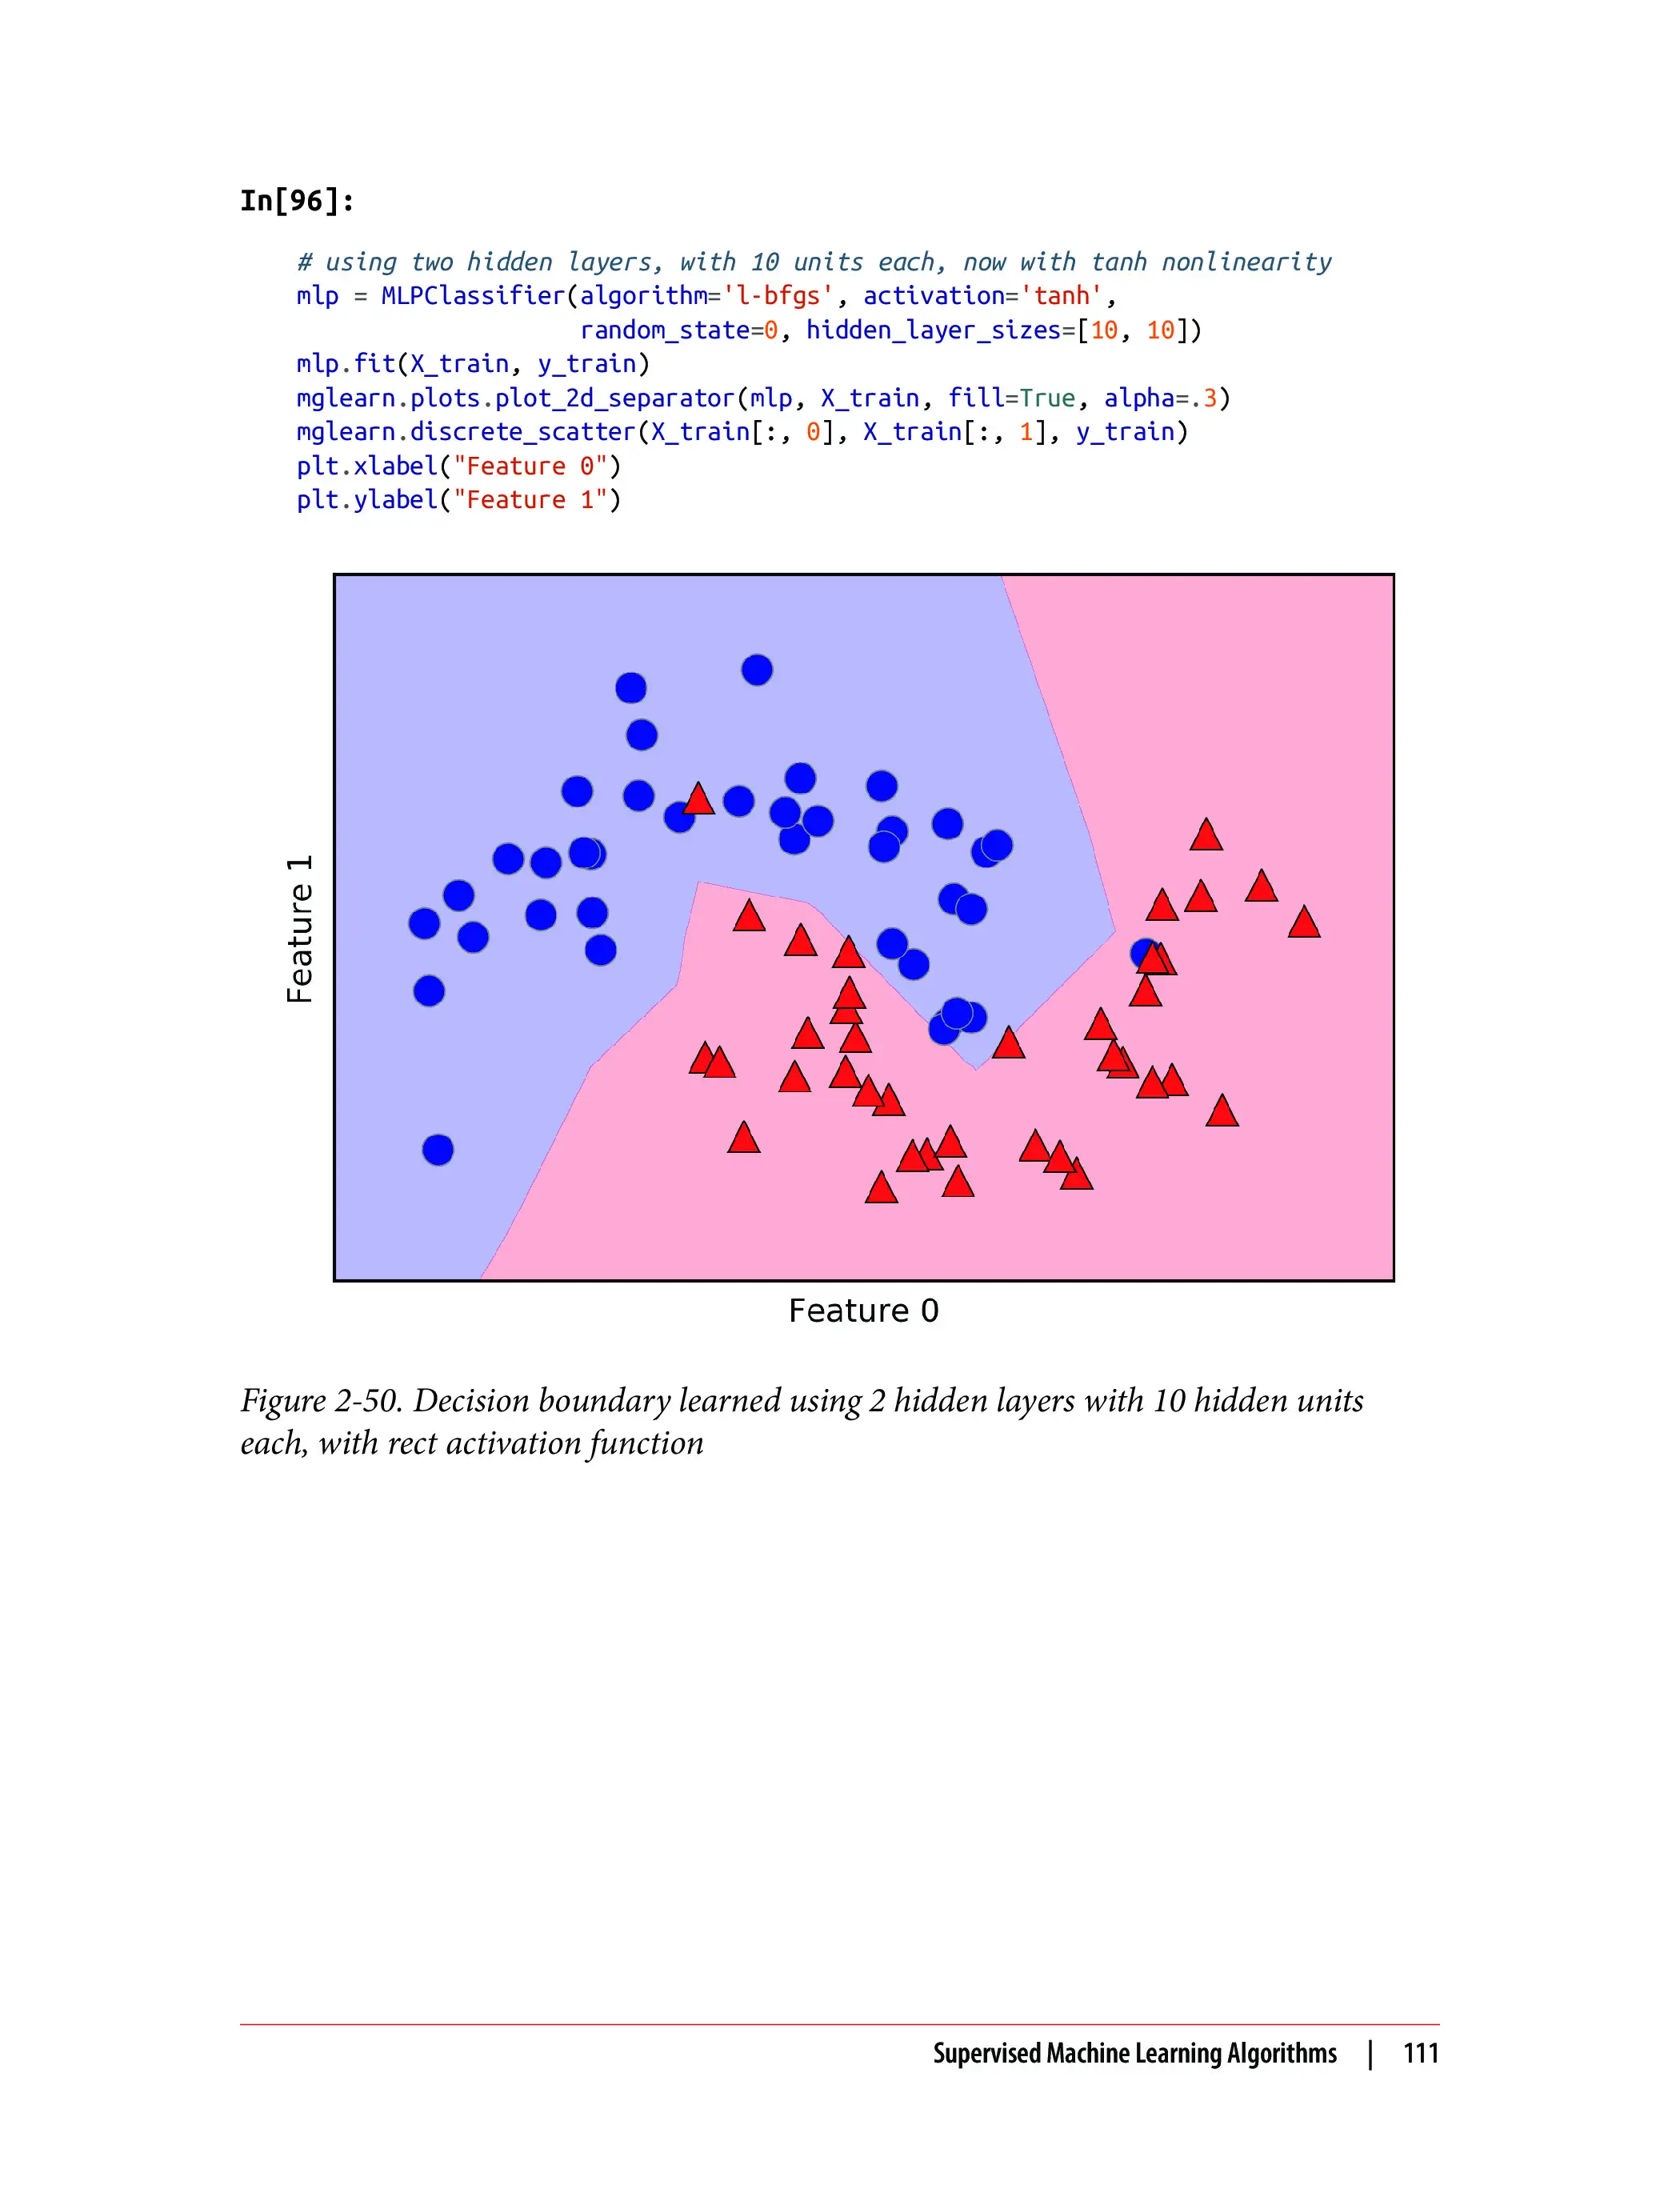 In[96]:
# using two hidden layers, with 10 units each, now with tanh nonlinearity
mlp = MLPClassifier(algorithm='l-bfgs', activation='tanh',
                    random_state=0, hidden_layer_sizes=[10, 10])
mlp.fit(X_train, y_train)
mglearn.plots.plot_2d_separator(mlp, X_train, fill=True, alpha=.3)
mglearn.discrete_scatter(X_train[:, 0], X_train[:, 1], y_train)
plt.xlabel("Feature 0")
plt.ylabel("Feature 1")
Feature 1
Feature 0
Figure 2-50. Decision boundary learned using 2 hidden layers with 10 hidden units
each, with rect activation function
Supervised Machine Learning Algorithms | 111